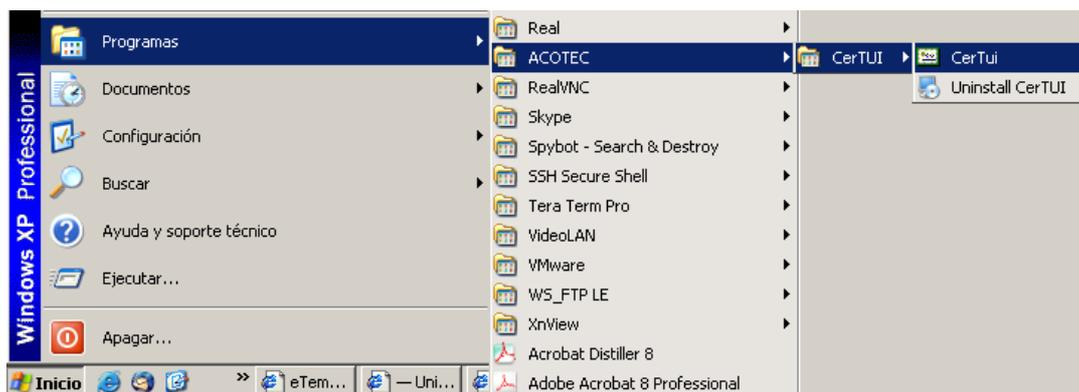 Windows XP Professional
Programas
Documentos
Configuración
Buscar
Ayuda y soporte técnico
Ejecutar...
Apagar...
Real
ACOTEC
RealVNC
Skype
Spybot - Search & Destroy
SSH Secure Shell
Tera Term Pro
VideoLAN
VMware
WS_FTP LE
XnView
Acrobat Distiller 8
Adobe Acrobat 8 Professional
CerTUI
CerTui
Uninstall CerTUI
Inicio
»
eTem...
— Uni...